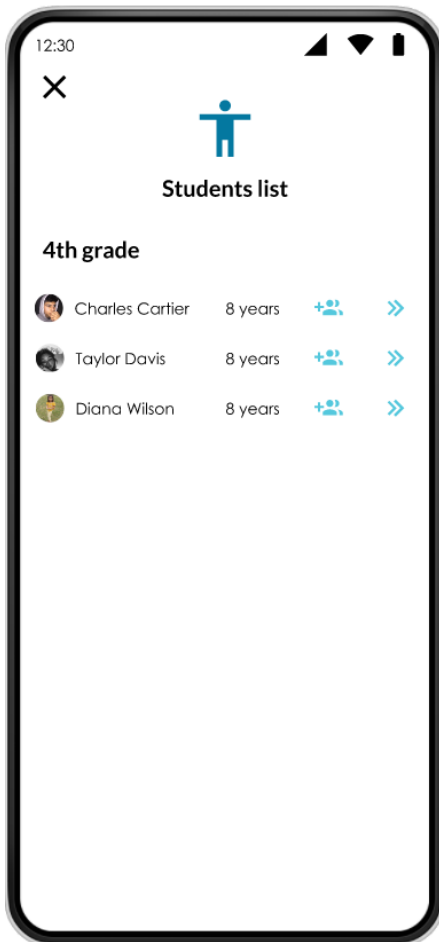 12:30
Students list
4th grade
Charles Cartier 8 years
Taylor Davis 8 years
Diana Wilson 8 years